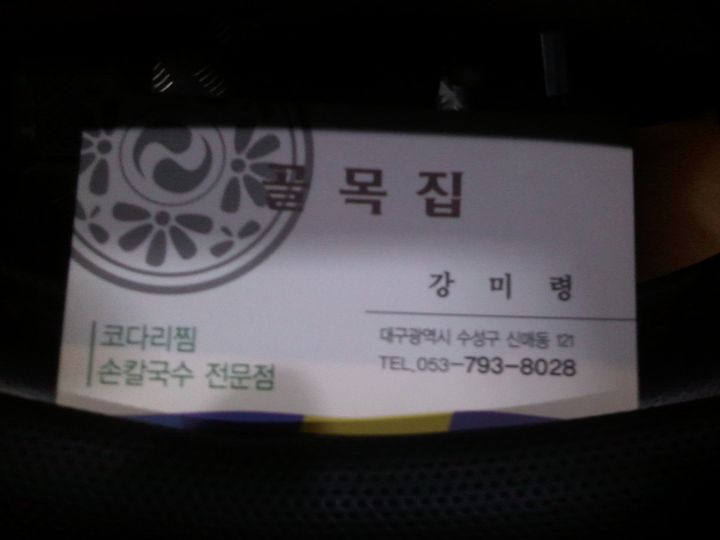 골목집
강미령
코다리찜
손칼국수 전문점
대구광역시 수성구 신매동 121
TEL.053-793-8028